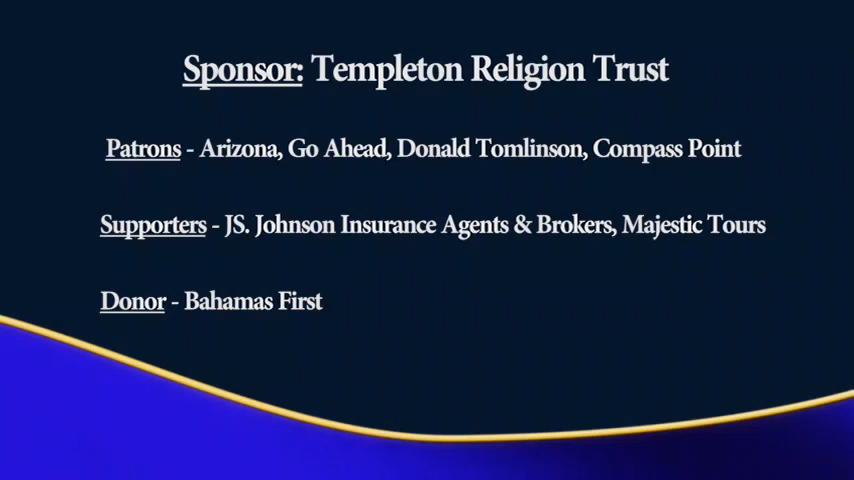 Sponsor: Templeton Religion Trust
Patrons - Arizona, Go Ahead, Donald Tomlinson, Compass Point
Supporters - JS. Johnson Insurance Agents & Brokers, Majestic Tours
Donor - Bahamas First